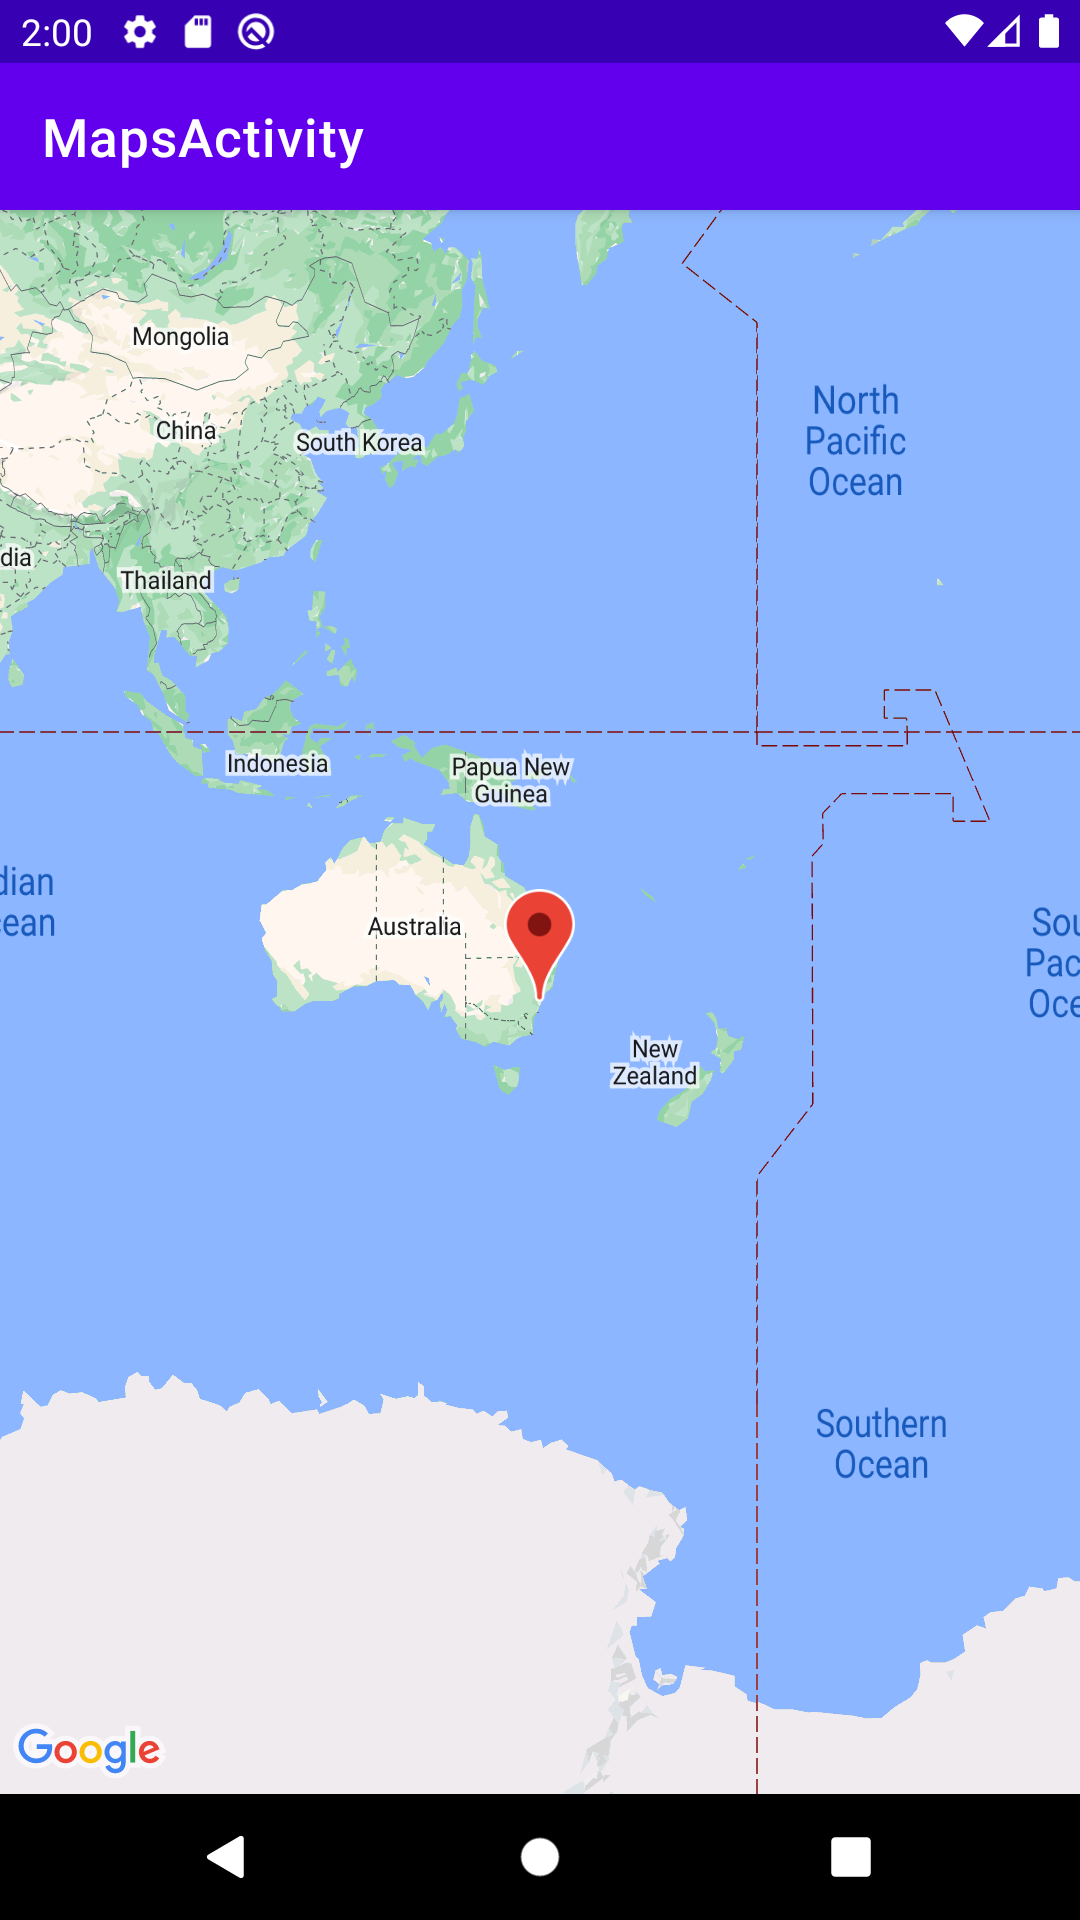 2:00
MapsActivity
Mongolia
North
Pacific
Ocean
China
South Korea
dia
Thailand
Indonesia
Papua New
Guinea
dian
ean
Australia
Sou
Pac
Oce
New
Zealand
Southern
Ocean
Google